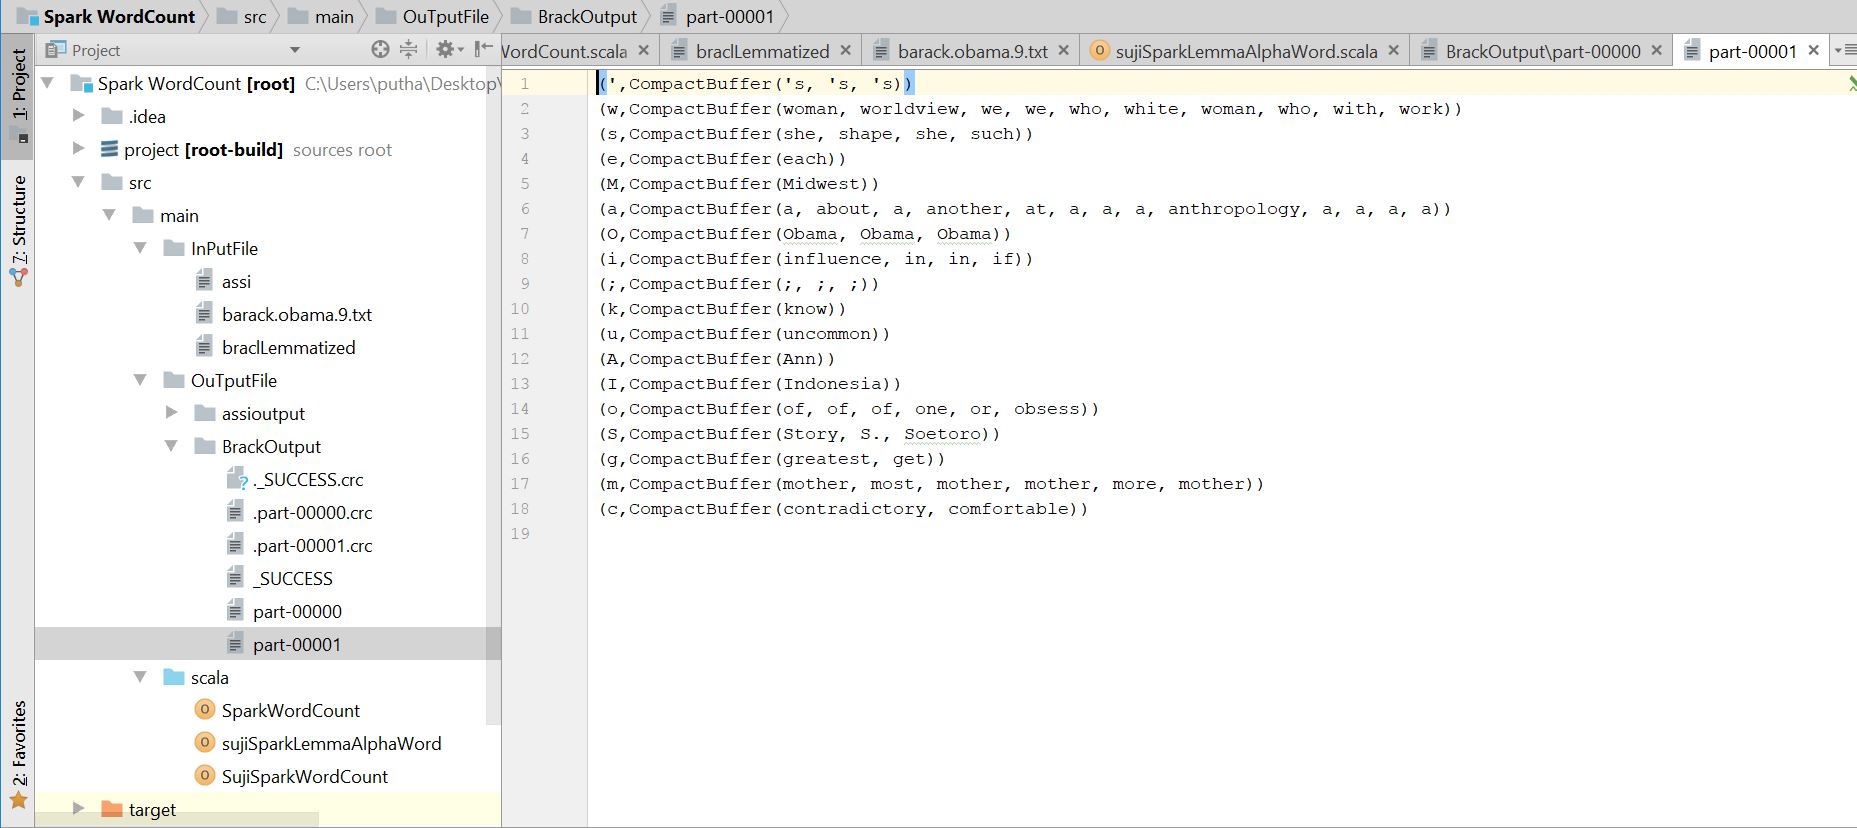 Spark WordCount src main OuTputFile BrackOutput part-00001
Project
WordCount.scala braclLemmatized barack.obama.9.txt sujiSparkLemmaAlphaWord.scala BrackOutput\part-00000 part-00001
1: Project
7: Structure
2: Favorites
Spark WordCount [root] C:\Users\putha\Desktop\
.idea
project [root-build] sources root
src
main
InPutFile
assi
barack.obama.9.txt
braclLemmatized
OuTputFile
assioutput
BrackOutput
._SUCCESS.crc
.part-00000.crc
.part-00001.crc
_SUCCESS
part-00000
part-00001
scala
SparkWordCount
sujiSparkLemmaAlphaWord
SujiSparkWordCount
target
1 (',CompactBuffer('s, 's, 's))
2 (w,CompactBuffer(woman, worldview, we, we, who, white, woman, who, with, work))
3 (s,CompactBuffer(she, shape, she, such))
4 (e,CompactBuffer(each))
5 (M,CompactBuffer(Midwest))
6 (a,CompactBuffer(a, about, a, another, at, a, a, a, anthropology, a, a, a, a))
7 (O,CompactBuffer(Obama, Obama, Obama))
8 (i,CompactBuffer(influence, in, in, if))
9 (;,CompactBuffer(;, ;, ;))
10 (k,CompactBuffer(know))
11 (u,CompactBuffer(uncommon))
12 (A,CompactBuffer(Ann))
13 (I,CompactBuffer(Indonesia))
14 (o,CompactBuffer(of, of, of, one, or, obsess))
15 (S,CompactBuffer(Story, S., Soetoro))
16 (g,CompactBuffer(greatest, get))
17 (m,CompactBuffer(mother, most, mother, mother, more, mother))
18 (c,CompactBuffer(contradictory, comfortable))
19